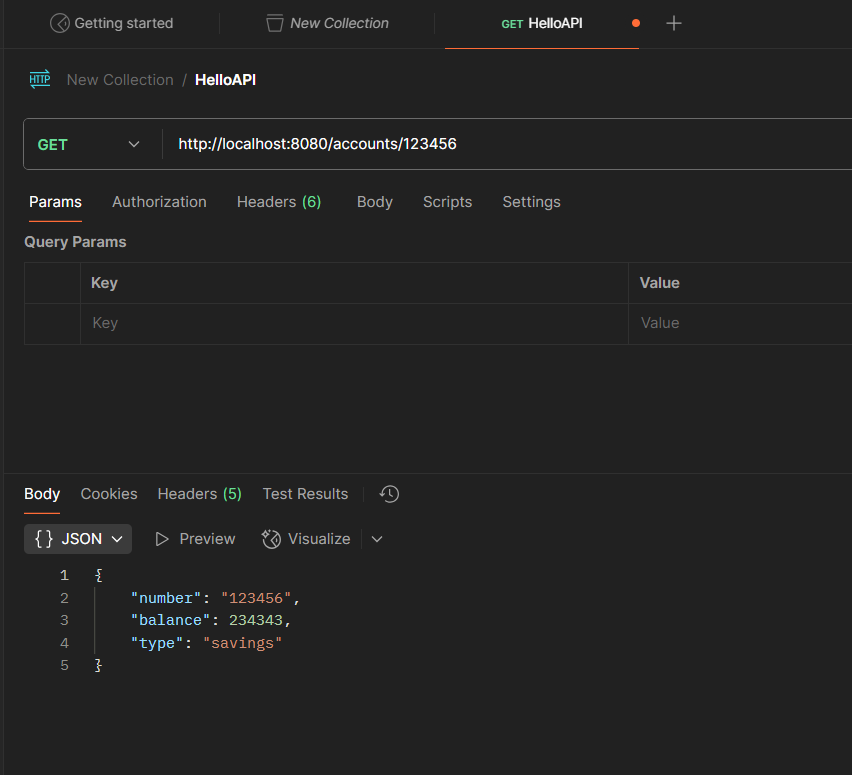 Getting started New Collection GET HelloAPI
HTTP New Collection / HelloAPI
GET http://localhost:8080/accounts/123456
Params Authorization Headers (6) Body Scripts Settings
Query Params
Key Value
Key Value
Body Cookies Headers (5) Test Results
{ } JSON Preview Visualize
1 {
2 "number": "123456",
3 "balance": 234343,
4 "type": "savings"
5 }